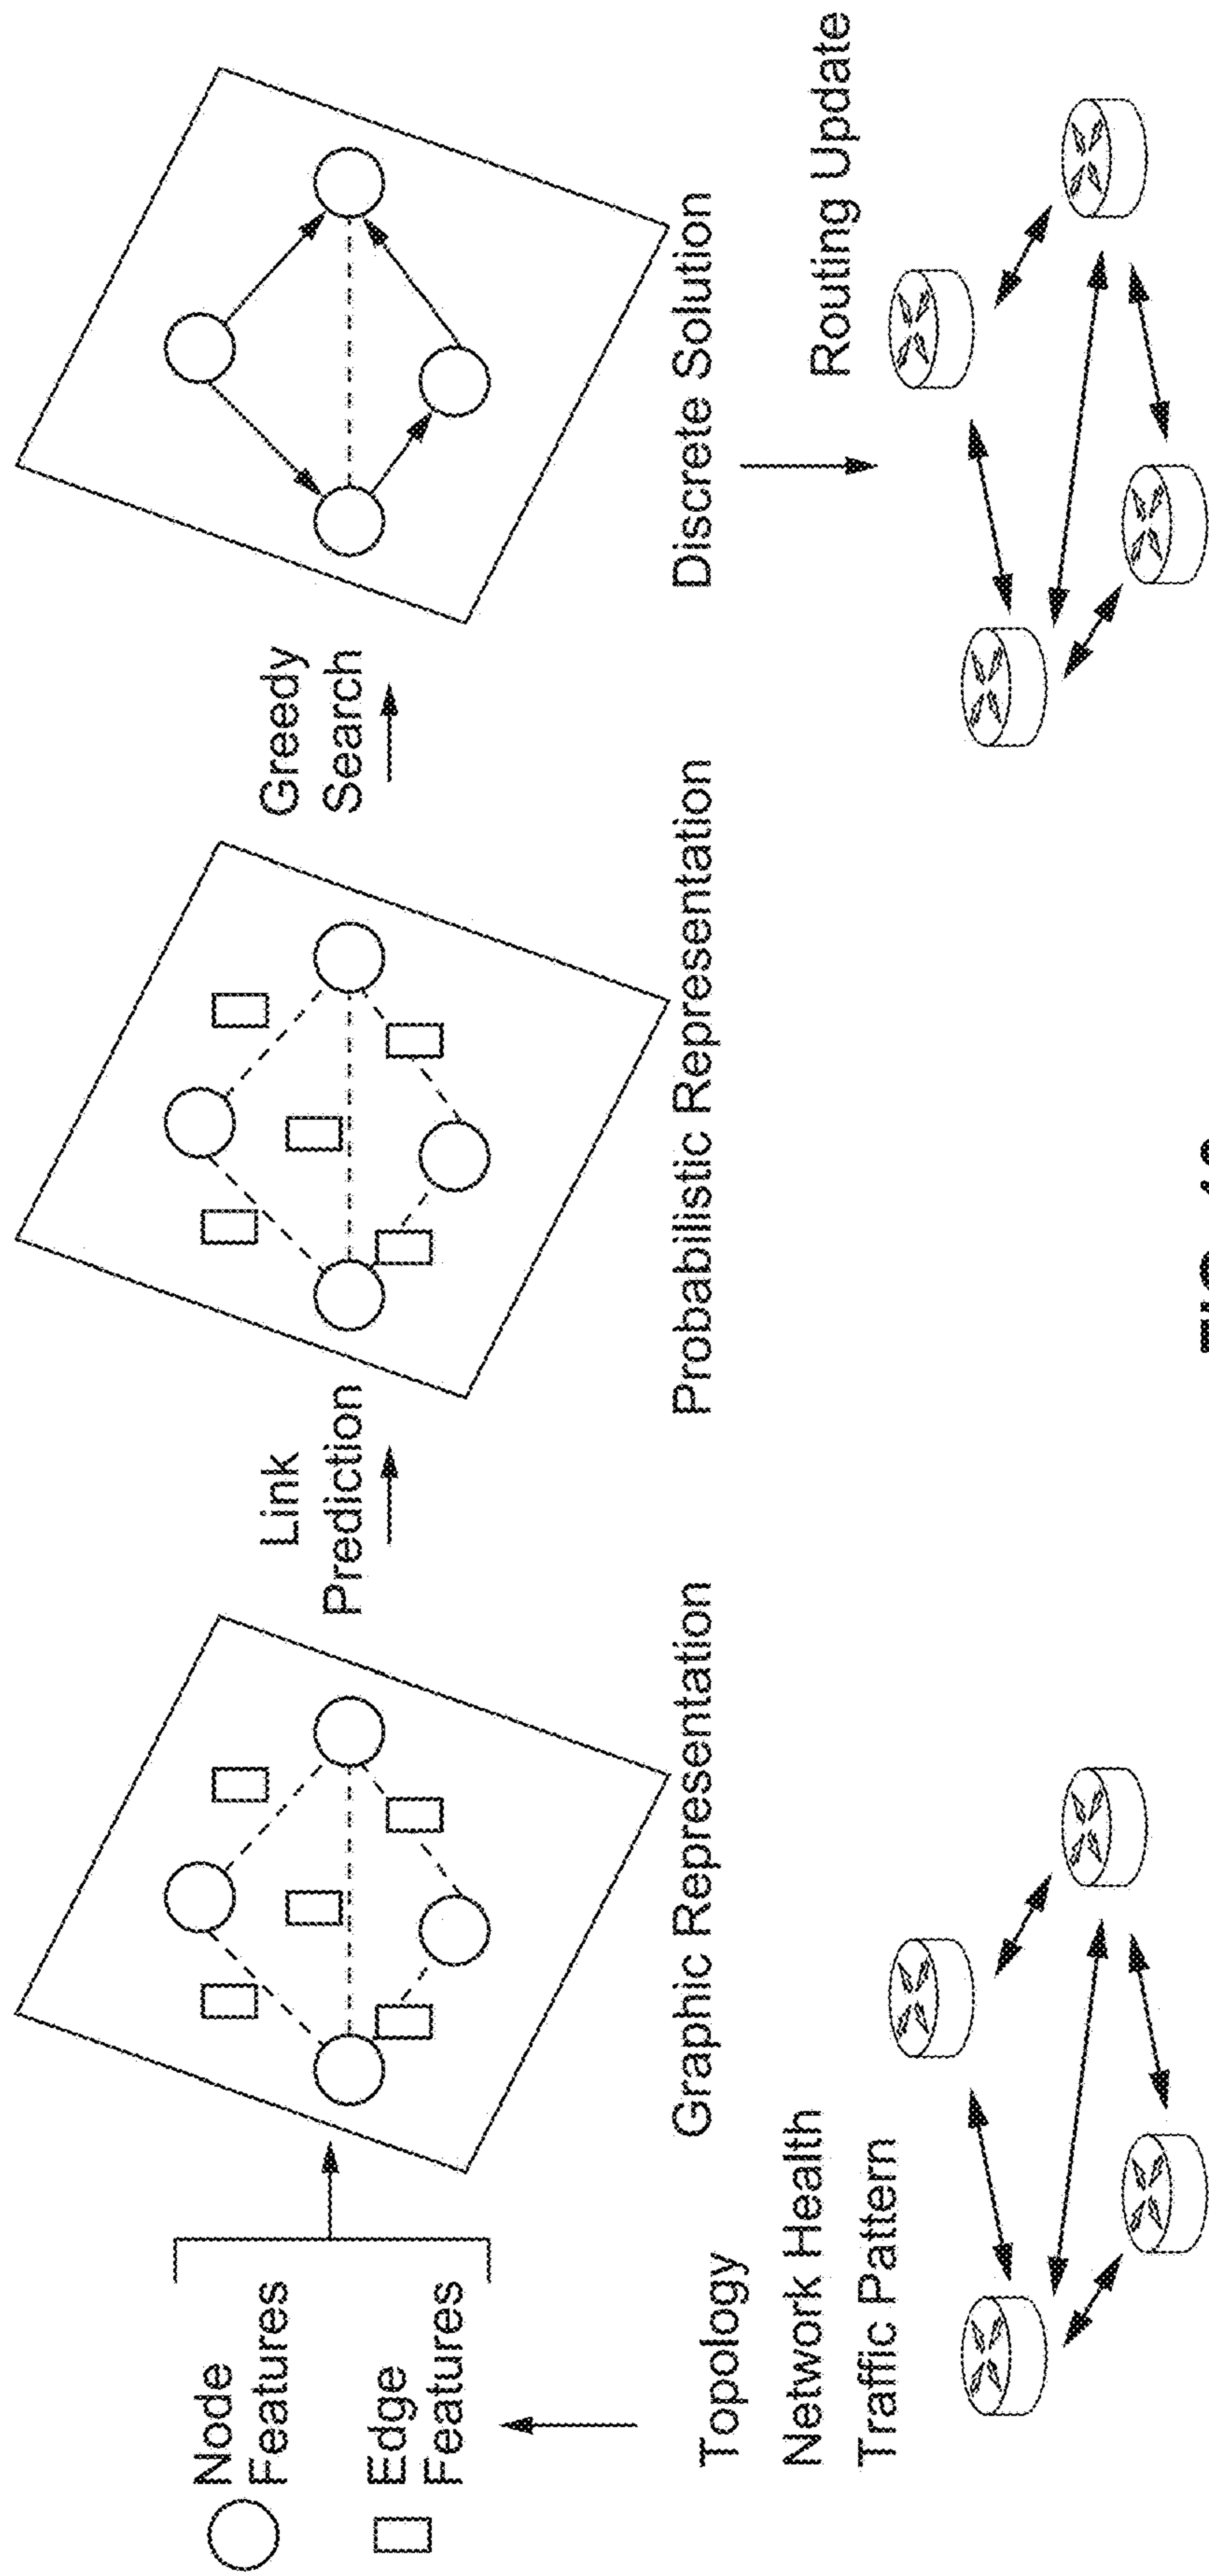 Node
Features
Edge
Features
Topology
Network Health
Traffic Pattern
Graphic Representation
Link
Prediction
Probabilistic Representation
Greedy
Search
Discrete Solution
Routing Update